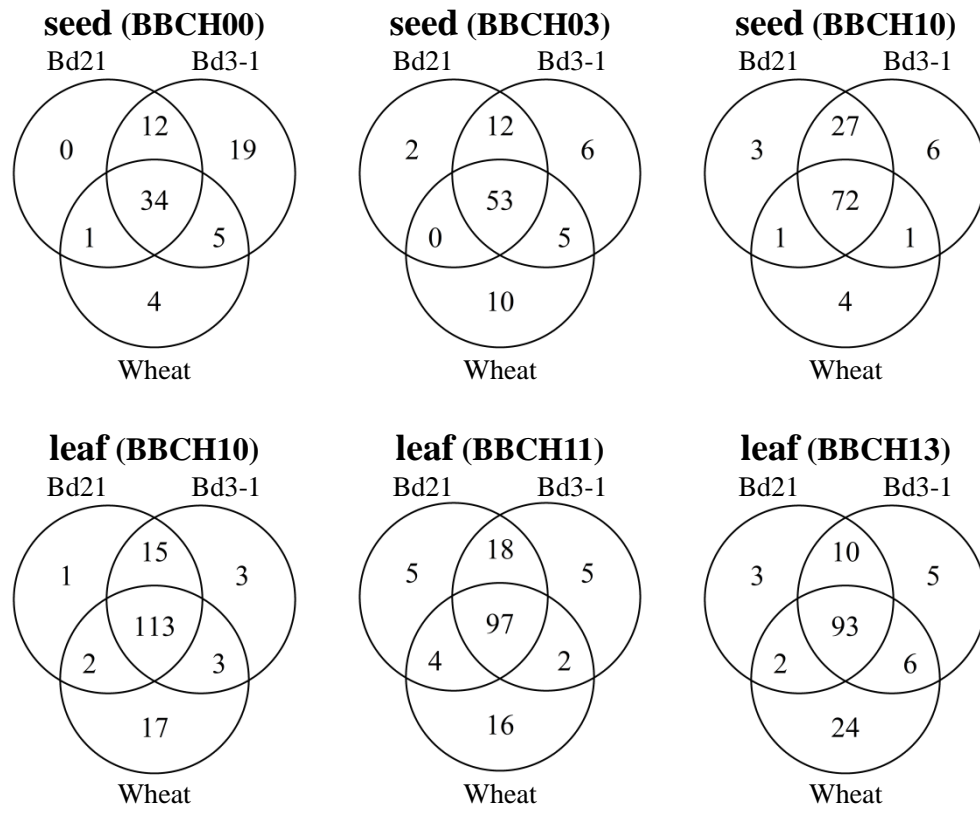 seed (BBCH00)
Bd21 Bd3-1
12
0 19
34
1 5
4
Wheat
seed (BBCH03)
Bd21 Bd3-1
12
2 6
53
0 5
10
Wheat
seed (BBCH10)
Bd21 Bd3-1
27
3 6
72
1 1
4
Wheat
leaf (BBCH10)
Bd21 Bd3-1
15
1 3
113
2 3
17
Wheat
leaf (BBCH11)
Bd21 Bd3-1
18
5 5
97
4 2
16
Wheat
leaf (BBCH13)
Bd21 Bd3-1
10
3 5
93
2 6
24
Wheat